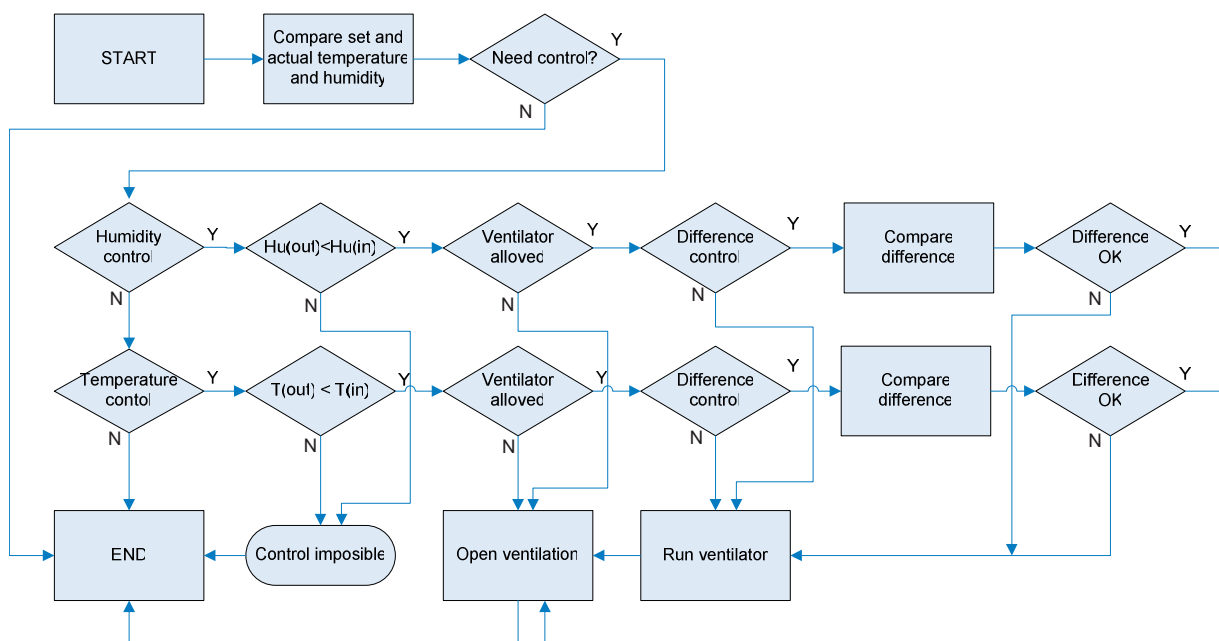 START
Compare set and
actual temperature
and humidity
Need control?
Y
N
Humidity
control
Y
N
Hu(out)<Hu(in)
Y
N
Ventilator
alloved
Y
N
Difference
control
Y
N
Compare
difference
Difference
OK
Y
N
Temperature
contol
Y
N
T(out) < T(in)
Y
N
Ventilator
alloved
Y
N
Difference
control
Y
N
Compare
difference
Difference
OK
Y
N
END
Control imposible
Open ventilation
Run ventilator